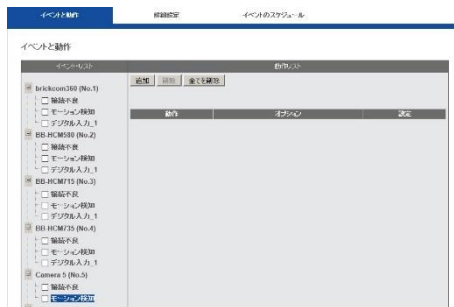 イベントと動作 詳細設定 イベントのスケジュール
イベントと動作
イベントリスト 動作リスト
追加 削除 全てを削除
動作 オプション 設定
brickcom360 (No.1)
接続不良
モーション検知
デジタル入力_1
BB-HCM580 (No.2)
接続不良
モーション検知
デジタル入力_1
BB-HCM715 (No.3)
接続不良
モーション検知
デジタル入力_1
BB-HCM735 (No.4)
接続不良
モーション検知
デジタル入力_1
Camera 5 (No.5)
接続不良
モーション検知